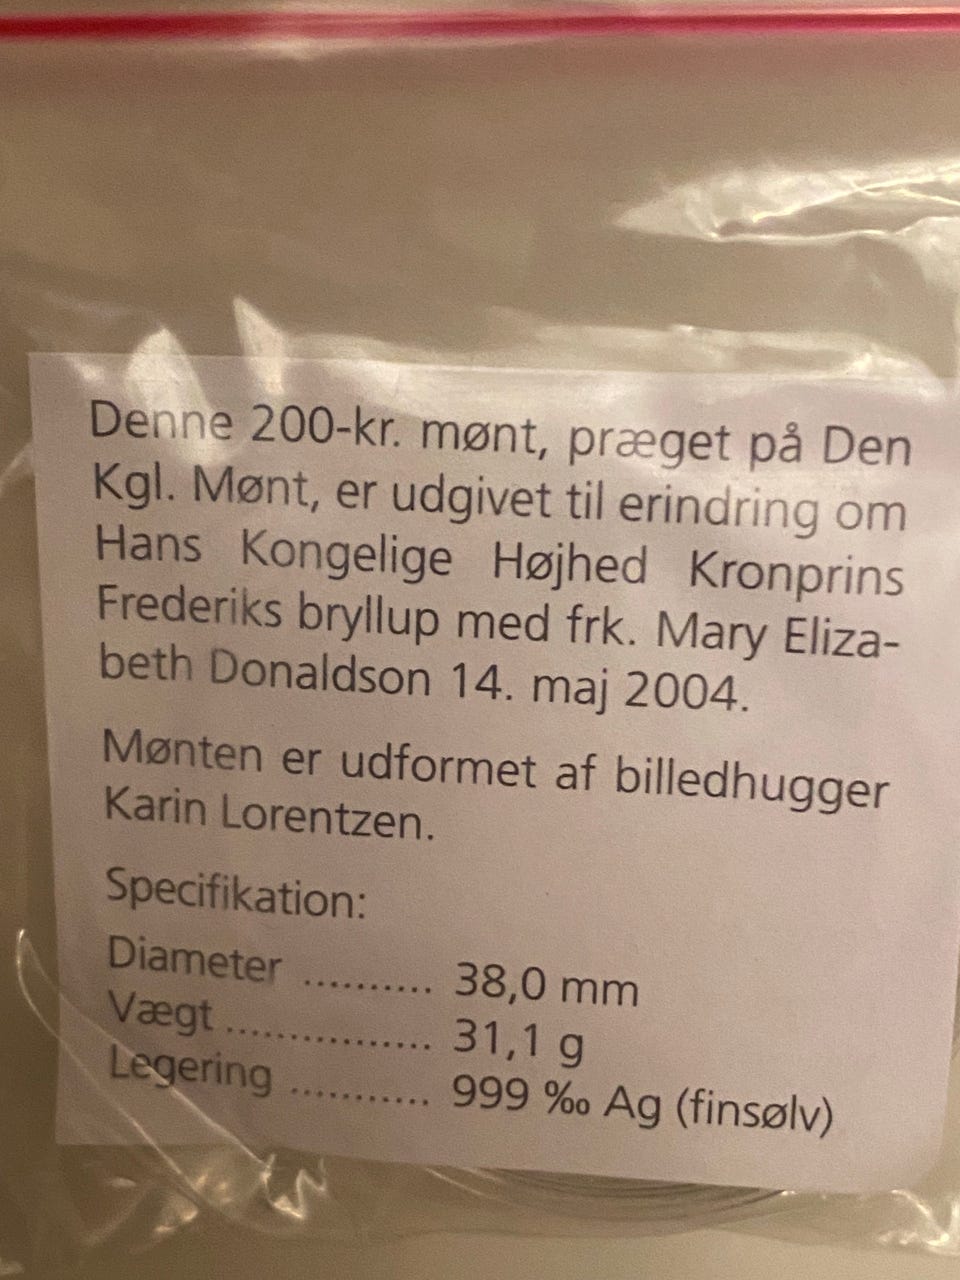 Denne 200-kr. mønt, præget på Den
Kgl. Mønt, er udgivet til erindring om
Hans Kongelige Højhed Kronprins
Frederiks bryllup med frk. Mary Eliza-
beth Donaldson 14. maj 2004.
Mønten er udformet af billedhugger
Karin Lorentzen.
Specifikation:
Diameter .......... 38,0 mm
Vægt ................ 31,1 g
Legering ........... 999 ‰ Ag (finsølv)